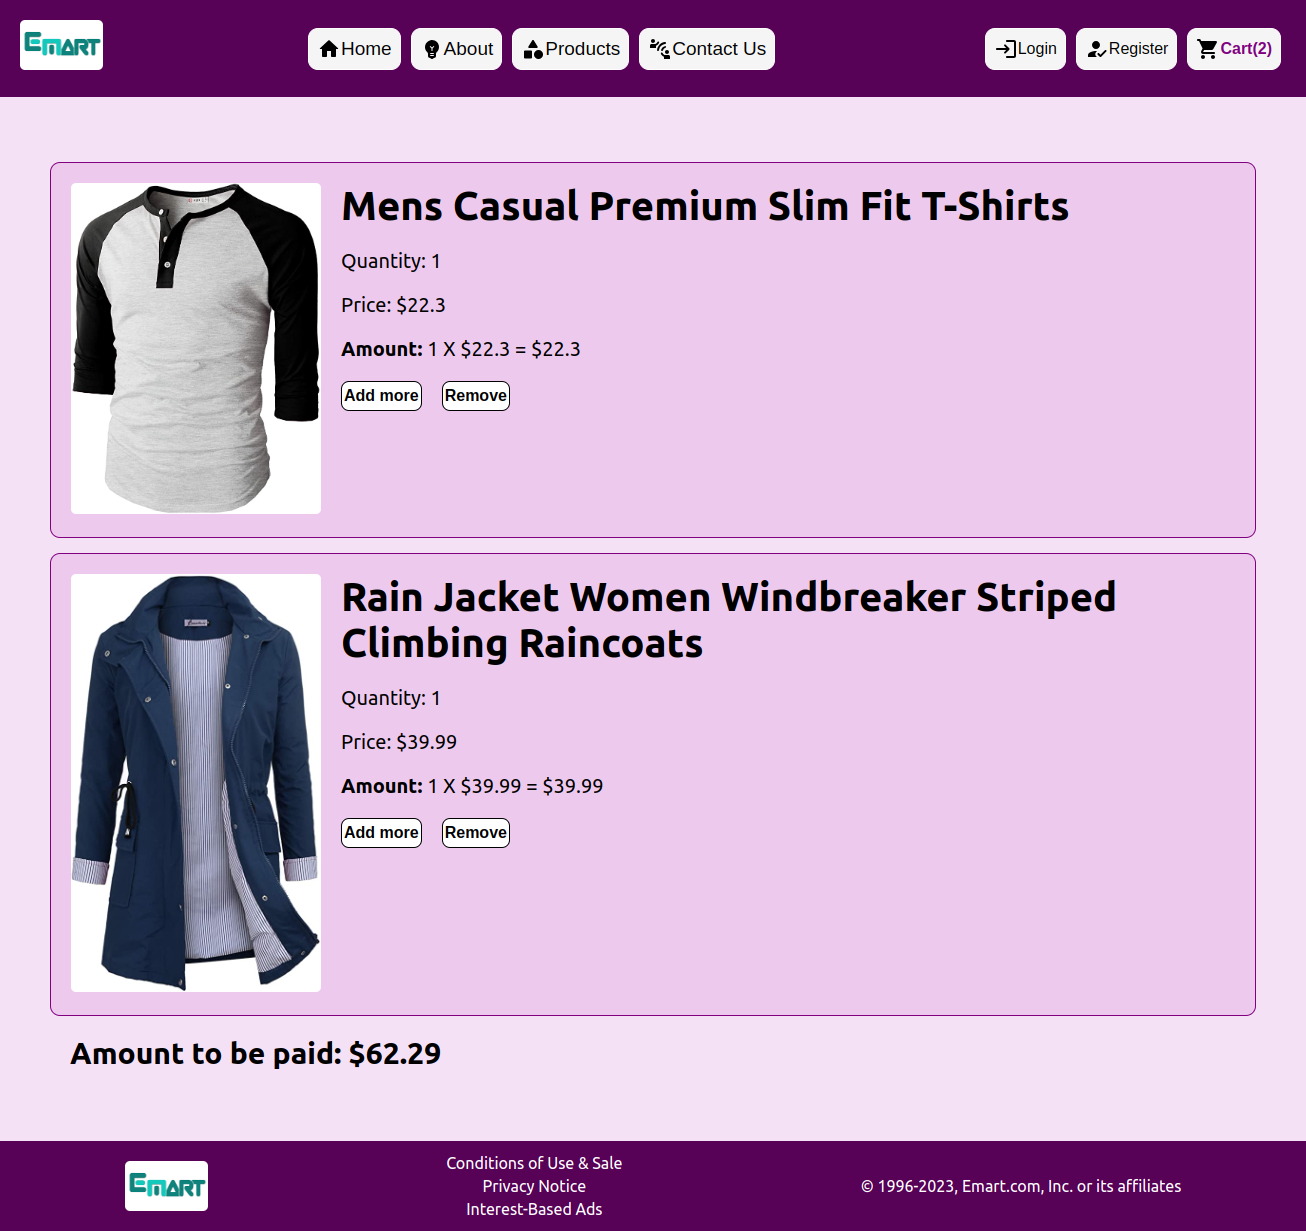 EMART
Home
About
Products
Contact Us
Login
Register
Cart(2)
Mens Casual Premium Slim Fit T-Shirts
Quantity: 1
Price: $22.3
Amount: 1 X $22.3 = $22.3
Add more
Remove
Rain Jacket Women Windbreaker Striped
Climbing Raincoats
Quantity: 1
Price: $39.99
Amount: 1 X $39.99 = $39.99
Add more
Remove
Amount to be paid: $62.29
EMART
Conditions of Use & Sale
Privacy Notice
Interest-Based Ads
© 1996-2023, Emart.com, Inc. or its affiliates